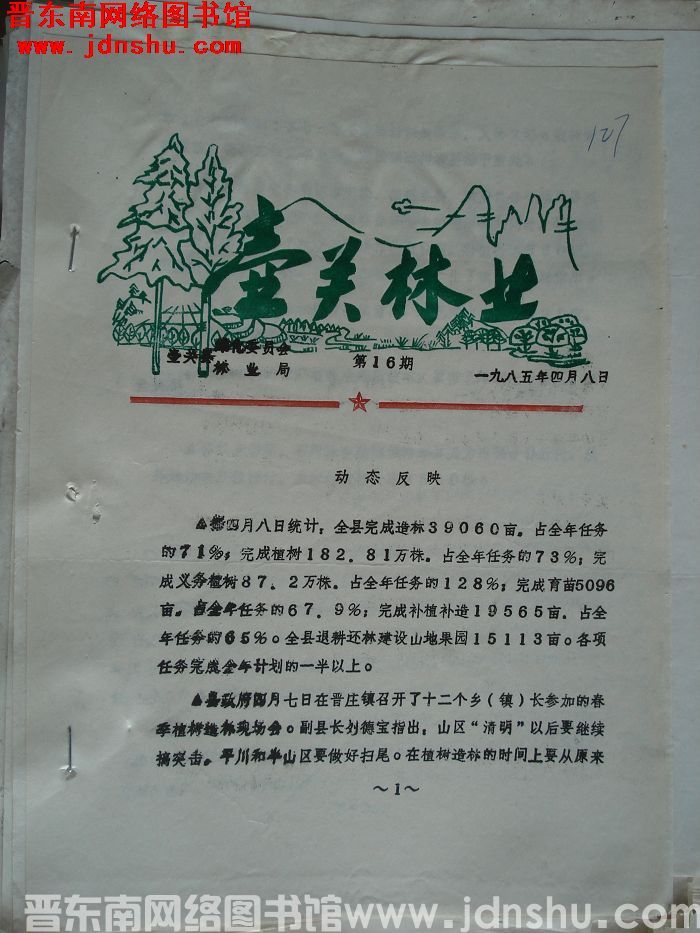 晋东南网络图书馆
www.jdnshu.com
107
壶关林业
壶关县 绿化委员会
林业局
第16期
一九八五年四月八日
动态反映
▲据四月八日统计，全县完成造林39060亩。占全年任务
的71%；完成植树182.81万株。占全年任务的73%；完
成义务植树87.2万株。占全年任务的128%；完成育苗5096
亩。占全年任务的67.9%；完成补植补造19565亩。占全
年任务的65%。全县退耕还林建设山地果园15113亩。各项
任务完成全年计划的一半以上。
▲县政府四月七日在晋庄镇召开了十二个乡（镇）长参加的春
季植树造林现场会。副县长刘德宝指出，山区“清明”以后要继续
搞突击。平川和半山区要做好扫尾。在植树造林的时间上要从原来
～1～
晋东南网络图书馆www.jdnshu.com